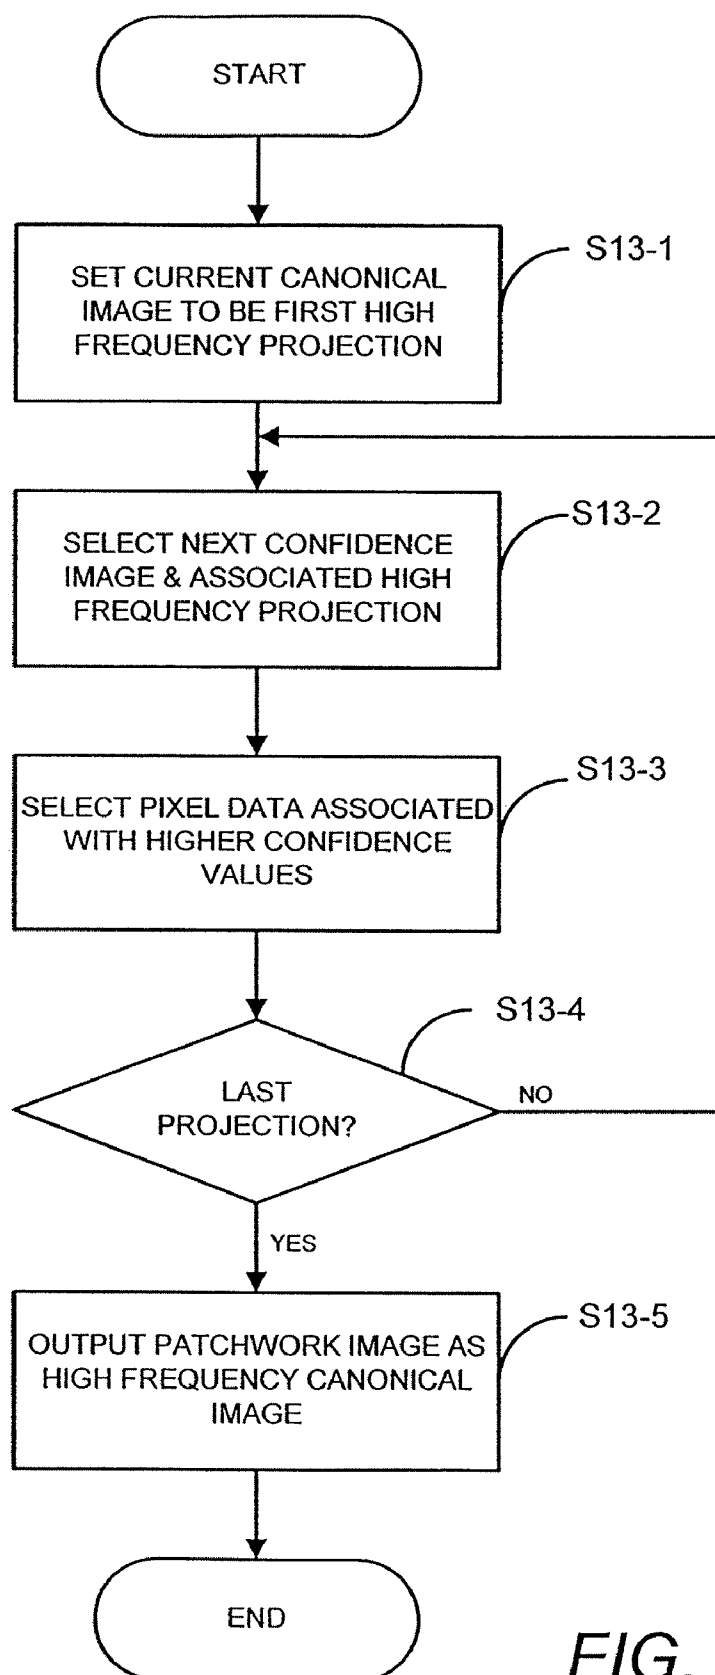 START
S13-1
SET CURRENT CANONICAL
IMAGE TO BE FIRST HIGH
FREQUENCY PROJECTION
S13-2
SELECT NEXT CONFIDENCE
IMAGE & ASSOCIATED HIGH
FREQUENCY PROJECTION
S13-3
SELECT PIXEL DATA ASSOCIATED
WITH HIGHER CONFIDENCE
VALUES
S13-4
LAST
PROJECTION?
NO
YES
S13-5
OUTPUT PATCHWORK IMAGE AS
HIGH FREQUENCY CANONICAL
IMAGE
END
FIG.